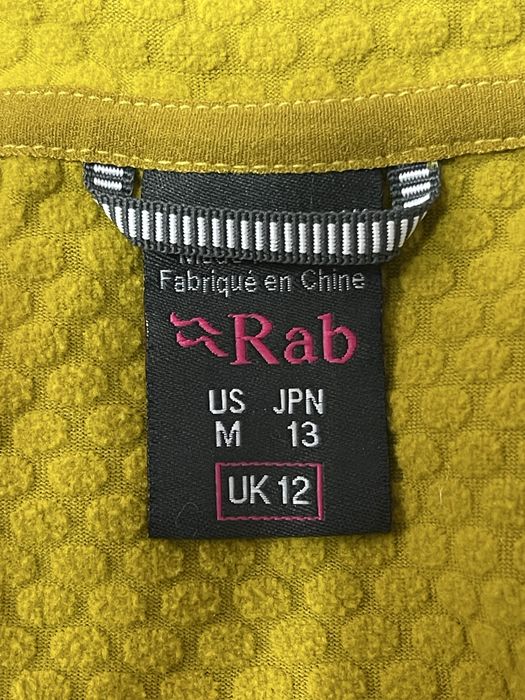 Fabriqué en Chine
Rab
US JPN
M 13
UK 12